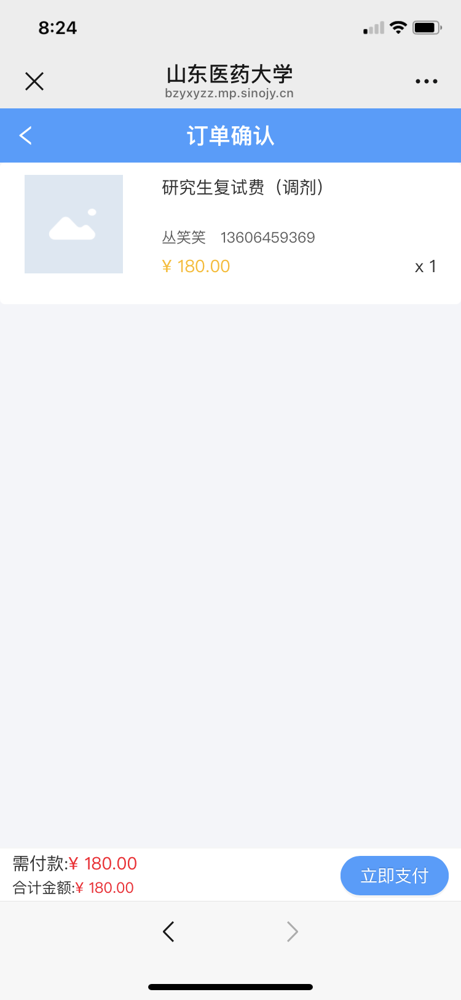 8:24
山东医药大学
bzyxyzz.mp.sinojy.cn
订单确认
研究生复试费（调剂）
丛笑笑 13606459369
¥ 180.00 x 1
需付款:¥ 180.00
合计金额:¥ 180.00
立即支付